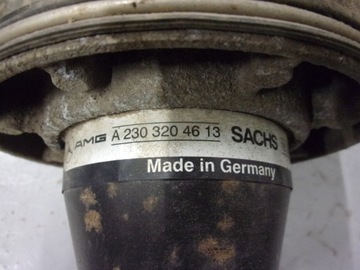 AMG A 230 320 46 13 SACHS
Made in Germany